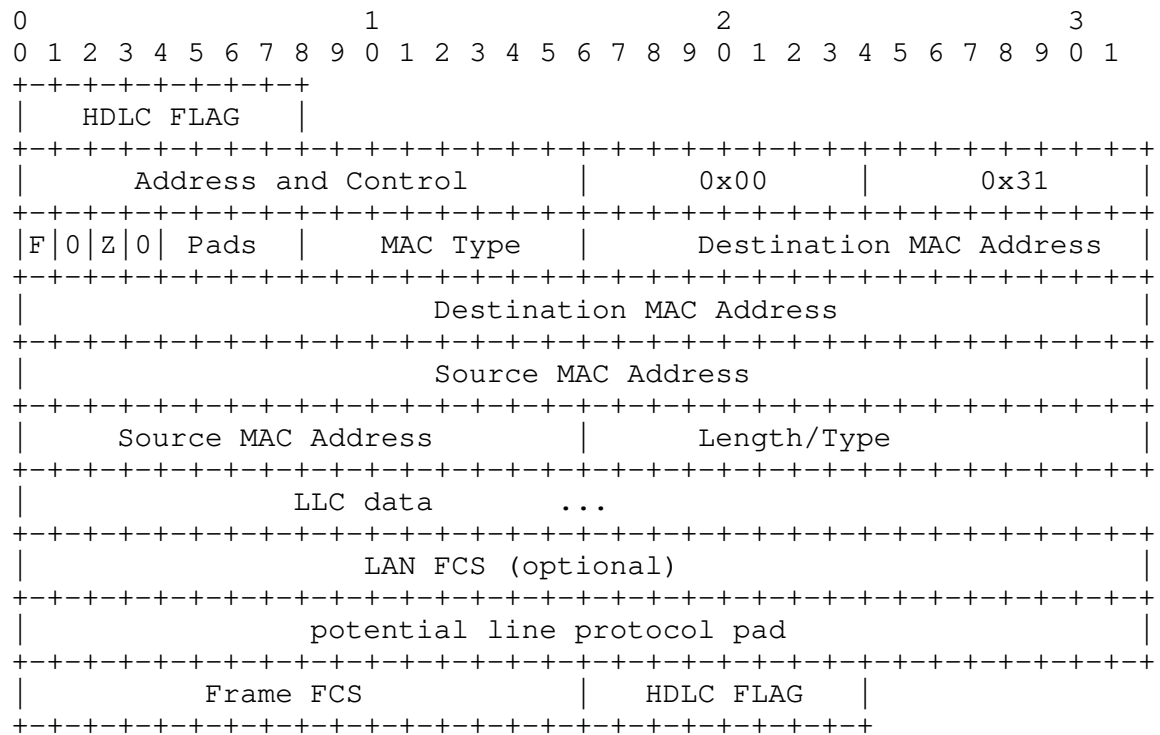 0                   1                   2                   3
0 1 2 3 4 5 6 7 8 9 0 1 2 3 4 5 6 7 8 9 0 1 2 3 4 5 6 7 8 9 0 1
+-+-+-+-+-+-+-+-+
|   HDLC FLAG   |
+-+-+-+-+-+-+-+-+-+-+-+-+-+-+-+-+-+-+-+-+-+-+-+-+-+-+-+-+-+-+-+-+
|      Address and Control      |      0x00     |      0x31     |
+-+-+-+-+-+-+-+-+-+-+-+-+-+-+-+-+-+-+-+-+-+-+-+-+-+-+-+-+-+-+-+-+
|F|0|Z|0| Pads  |    MAC Type   |      Destination MAC Address  |
+-+-+-+-+-+-+-+-+-+-+-+-+-+-+-+-+-+-+-+-+-+-+-+-+-+-+-+-+-+-+-+-+
|                       Destination MAC Address                 |
+-+-+-+-+-+-+-+-+-+-+-+-+-+-+-+-+-+-+-+-+-+-+-+-+-+-+-+-+-+-+-+-+
|                       Source MAC Address                      |
+-+-+-+-+-+-+-+-+-+-+-+-+-+-+-+-+-+-+-+-+-+-+-+-+-+-+-+-+-+-+-+-+
|     Source MAC Address        |      Length/Type              |
+-+-+-+-+-+-+-+-+-+-+-+-+-+-+-+-+-+-+-+-+-+-+-+-+-+-+-+-+-+-+-+-+
|               LLC data       ...
+-+-+-+-+-+-+-+-+-+-+-+-+-+-+-+-+-+-+-+-+-+-+-+-+-+-+-+-+-+-+-+-+
|                   LAN FCS (optional)                          |
+-+-+-+-+-+-+-+-+-+-+-+-+-+-+-+-+-+-+-+-+-+-+-+-+-+-+-+-+-+-+-+-+
|                potential line protocol pad                    |
+-+-+-+-+-+-+-+-+-+-+-+-+-+-+-+-+-+-+-+-+-+-+-+-+-+-+-+-+-+-+-+-+
|          Frame FCS            |   HDLC FLAG   |
+-+-+-+-+-+-+-+-+-+-+-+-+-+-+-+-+-+-+-+-+-+-+-+-+